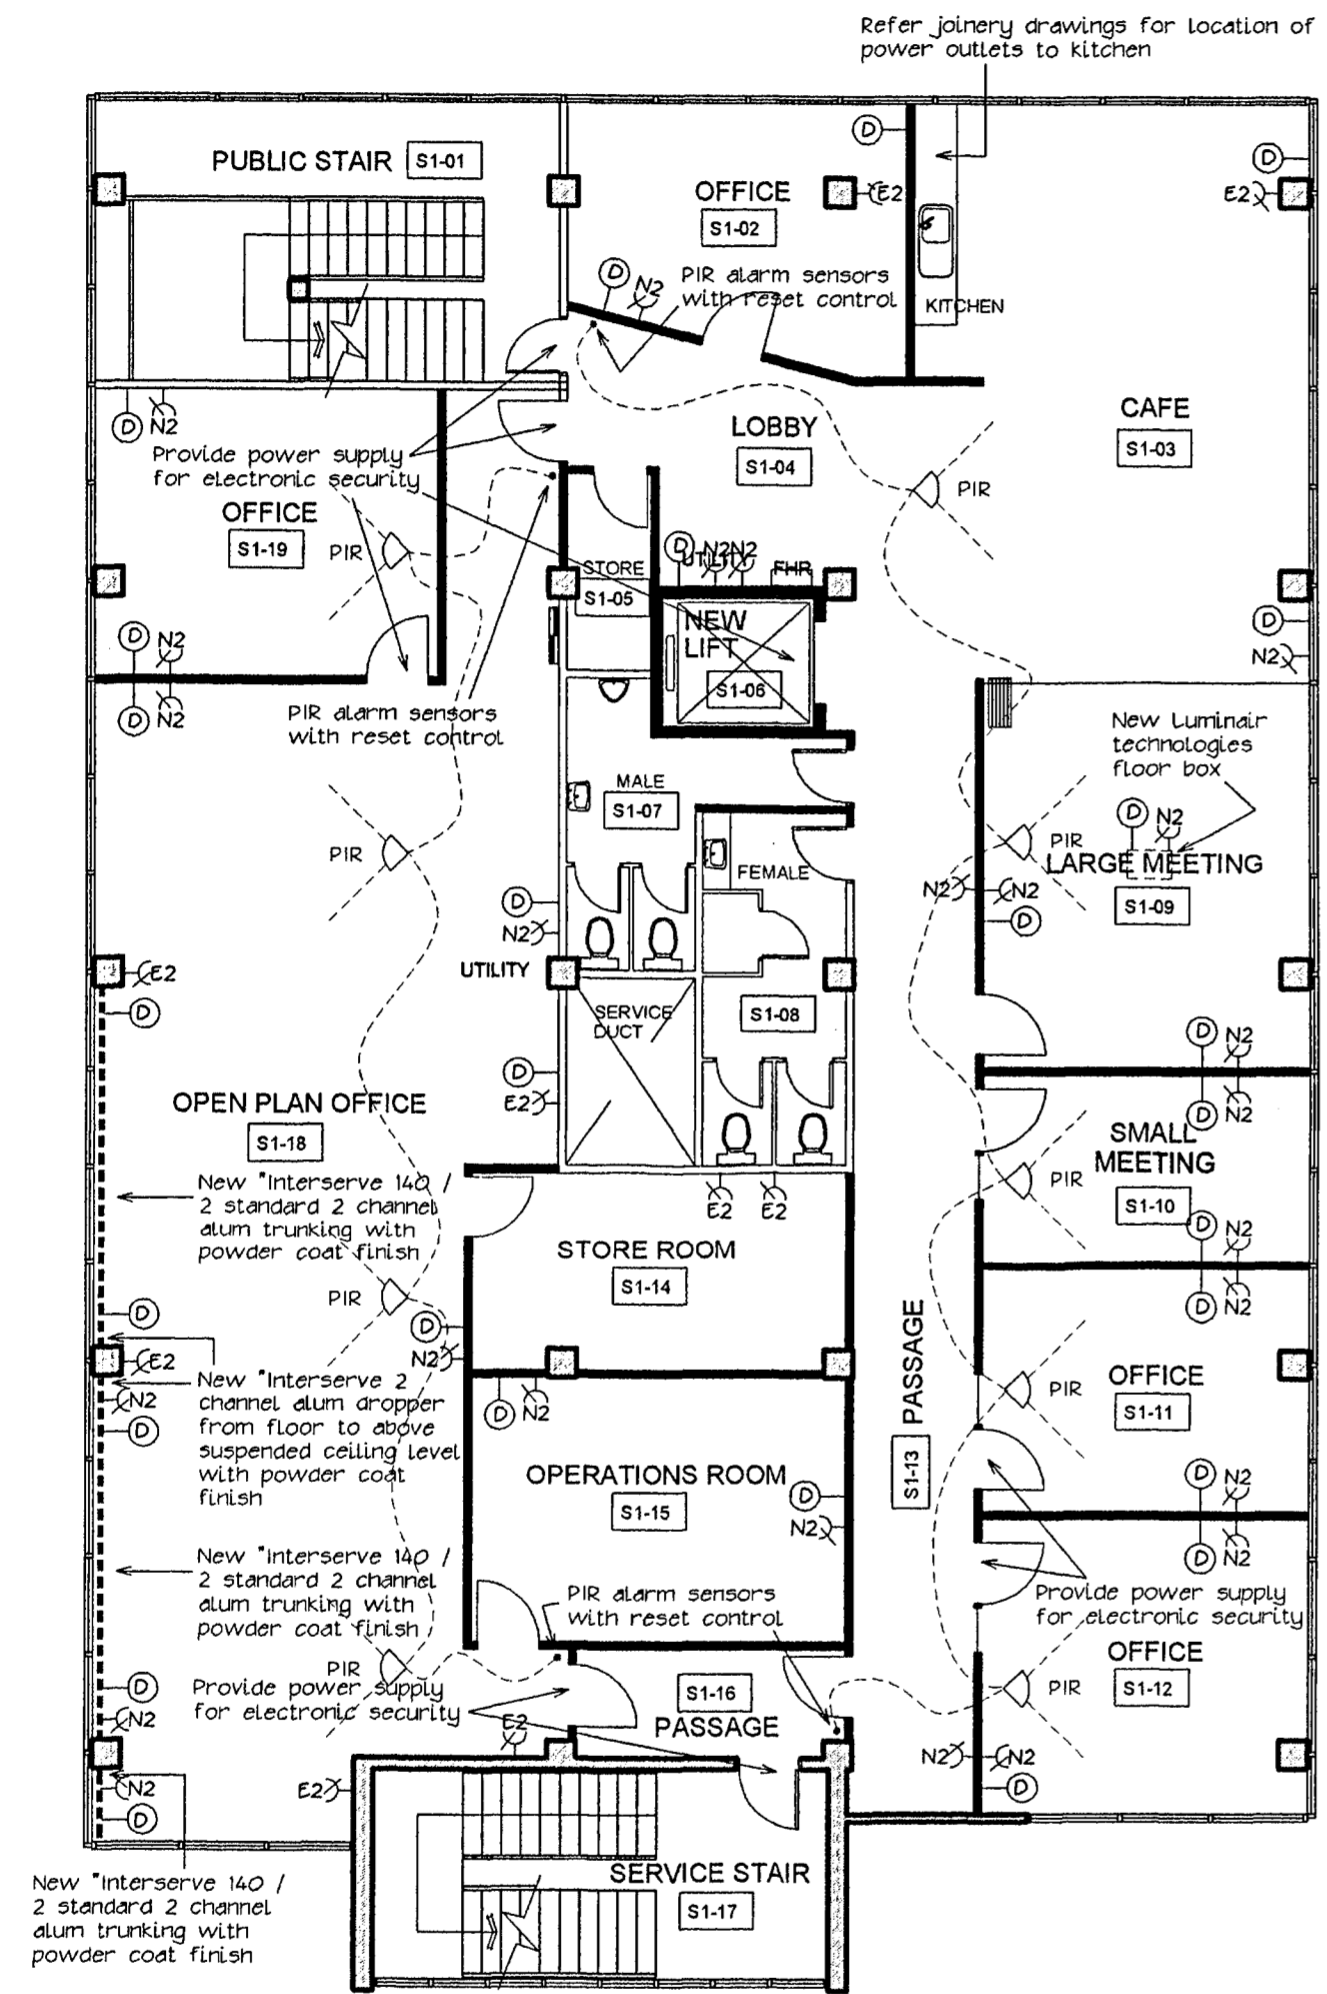 Refer joinery drawings for location of
power outlets to kitchen
PUBLIC STAIR S1-01
D
D
OFFICE
S1-02
E2
E2
D
N2
PIR alarm sensors
with reset control
KITCHEN
D N2
LOBBY
S1-04
CAFE
S1-03
Provide power supply
for electronic security
OFFICE
S1-19
PIR
PIR
STORE
S1-05
D N2 N2
UTILITY
FHR
NEW
LIFT
S1-06
D
N2
D N2
D N2
PIR alarm sensors
with reset control
New Luminair
technologies
floor box
MALE
S1-07
PIR
FEMALE
D N2
PIR
LARGE MEETING
S1-09
N2 N2
D
D
N2
UTILITY
E2
D
SERVICE
DUCT
S1-08
D
E2
D N2
D N2
OPEN PLAN OFFICE
S1-18
SMALL
MEETING
S1-10
PIR
New "Interserve 140 /
2 standard 2 channel
alum trunking with
powder coat finish
E2 E2
STORE ROOM
S1-14
D N2
D N2
PIR
D
D
N2
E2
New "Interserve 2
channel alum dropper
from floor to above
suspended ceiling level
with powder coat
finish
N2
D
D N2
PASSAGE
S1-13
PIR
OFFICE
S1-11
OPERATIONS ROOM
S1-15
D
N2
D N2
D N2
New "Interserve 140 /
2 standard 2 channel
alum trunking with
powder coat finish
PIR alarm sensors
with reset control
Provide power supply
for electronic security
OFFICE
S1-12
PIR
PIR
Provide power supply
for electronic security
S1-16
PASSAGE
D
N2
E2
N2 N2
D
N2
D
E2
SERVICE STAIR
S1-17
New "Interserve 140 /
2 standard 2 channel
alum trunking with
powder coat finish